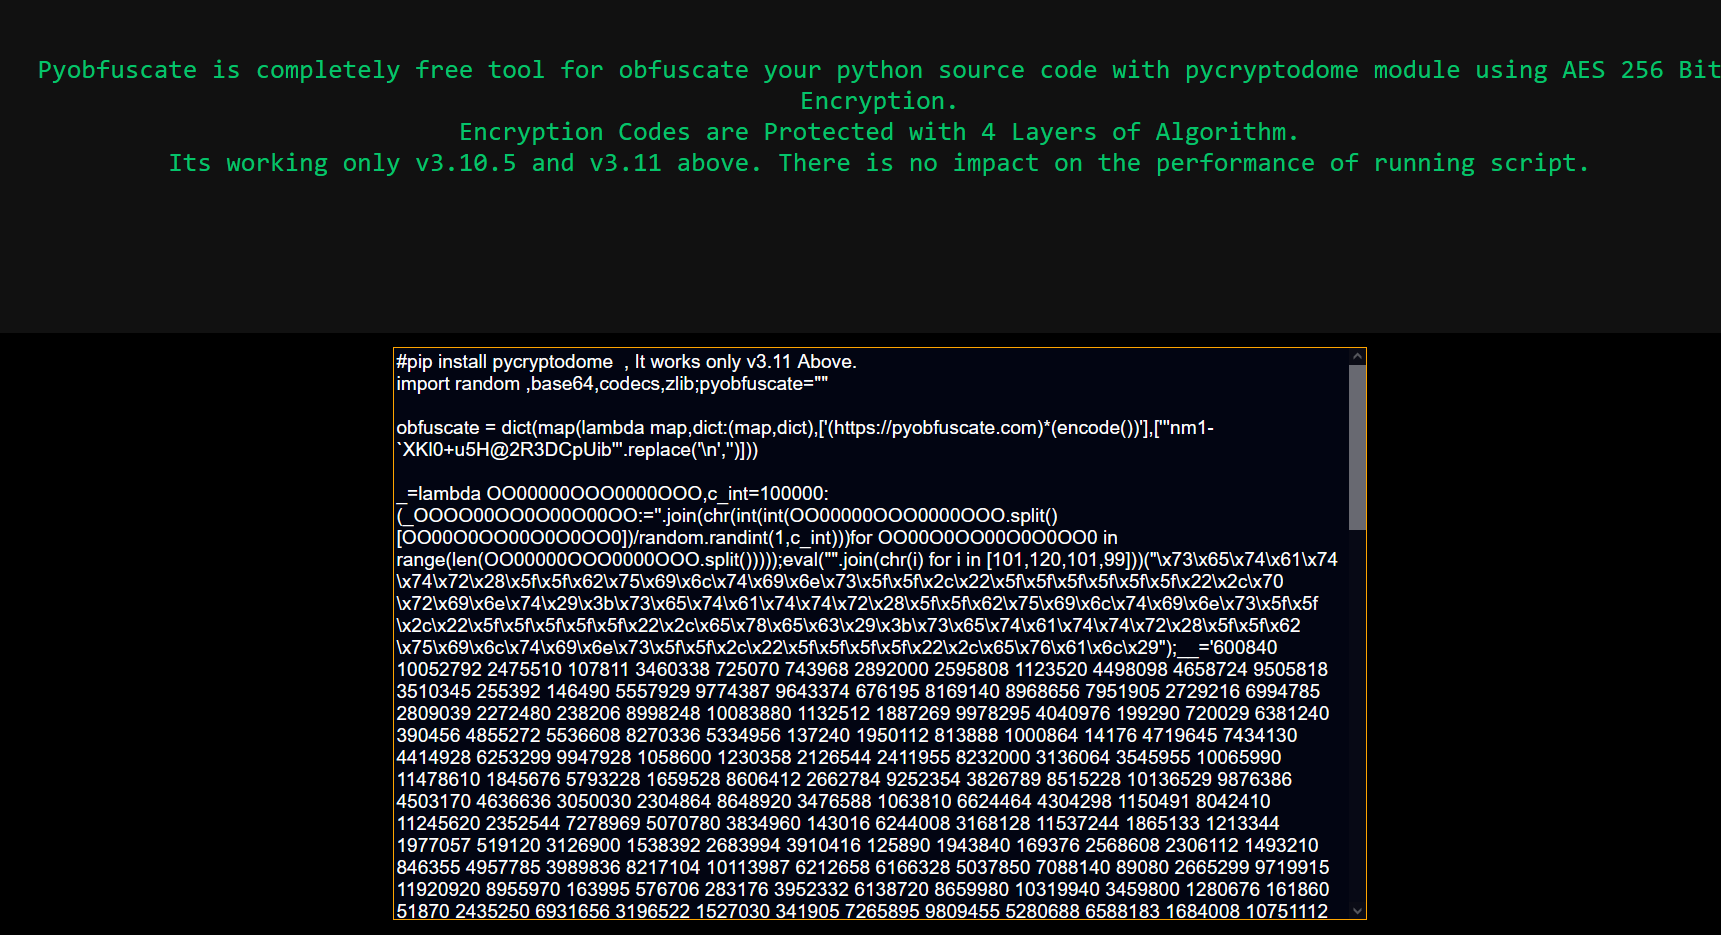 Pyobfuscate is completely free tool for obfuscate your python source code with pycryptodome module using AES 256 Bit
Encryption.
Encryption Codes are Protected with 4 Layers of Algorithm.
Its working only v3.10.5 and v3.11 above. There is no impact on the performance of running script.
#pip install pycryptodome  , It works only v3.11 Above.
import random ,base64,codecs,zlib;pyobfuscate=""
obfuscate = dict(map(lambda map,dict:(map,dict),['(https://pyobfuscate.com)*(encode())'],['''nm1-
`XKl0+u5H@2R3DCpUib'''.replace('\n','')]))
_=lambda OO00000OOO0000OOO,c_int=100000:
(_OOOO00OO0O00O00OO:=''.join(chr(int(int(OO00000OOO0000OOO.split()
[OO00O0OO00O0O0OO0])/random.randint(1,c_int)))for OO00O0OO00O0O0OO0 in
range(len(OO00000OOO0000OOO.split()))));eval("".join(chr(i) for i in [101,120,101,99]))("\x73\x65\x74\x61\x74
\x74\x72\x28\x5f\x5f\x62\x75\x69\x6c\x74\x69\x6e\x73\x5f\x5f\x2c\x22\x5f\x5f\x5f\x5f\x5f\x5f\x22\x2c\x70
\x72\x69\x6e\x74\x29\x3b\x73\x65\x74\x61\x74\x74\x72\x28\x5f\x5f\x62\x75\x69\x6c\x74\x69\x6e\x73\x5f\x5f
\x2c\x22\x5f\x5f\x5f\x5f\x5f\x22\x2c\x65\x78\x65\x63\x29\x3b\x73\x65\x74\x61\x74\x74\x72\x28\x5f\x5f\x62
\x75\x69\x6c\x74\x69\x6e\x73\x5f\x5f\x2c\x22\x5f\x5f\x5f\x5f\x22\x2c\x65\x76\x61\x6c\x29");__='600840
10052792 2475510 107811 3460338 725070 743968 2892000 2595808 1123520 4498098 4658724 9505818
3510345 255392 146490 5557929 9774387 9643374 676195 8169140 8968656 7951905 2729216 6994785
2809039 2272480 238206 8998248 10083880 1132512 1887269 9978295 4040976 199290 720029 6381240
390456 4855272 5536608 8270336 5334956 137240 1950112 813888 1000864 14176 4719645 7434130
4414928 6253299 9947928 1058600 1230358 2126544 2411955 8232000 3136064 3545955 10065990
11478610 1845676 5793228 1659528 8606412 2662784 9252354 3826789 8515228 10136529 9876386
4503170 4636636 3050030 2304864 8648920 3476588 1063810 6624464 4304298 1150491 8042410
11245620 2352544 7278969 5070780 3834960 143016 6244008 3168128 11537244 1865133 1213344
1977057 519120 3126900 1538392 2683994 3910416 125890 1943840 169376 2568608 2306112 1493210
846355 4957785 3989836 8217104 10113987 6212658 6166328 5037850 7088140 89080 2665299 9719915
11920920 8955970 163995 576706 283176 3952332 6138720 8659980 10319940 3459800 1280676 161860
51870 2435250 6931656 3196522 1527030 341905 7265895 9809455 5280688 6588183 1684008 10751112